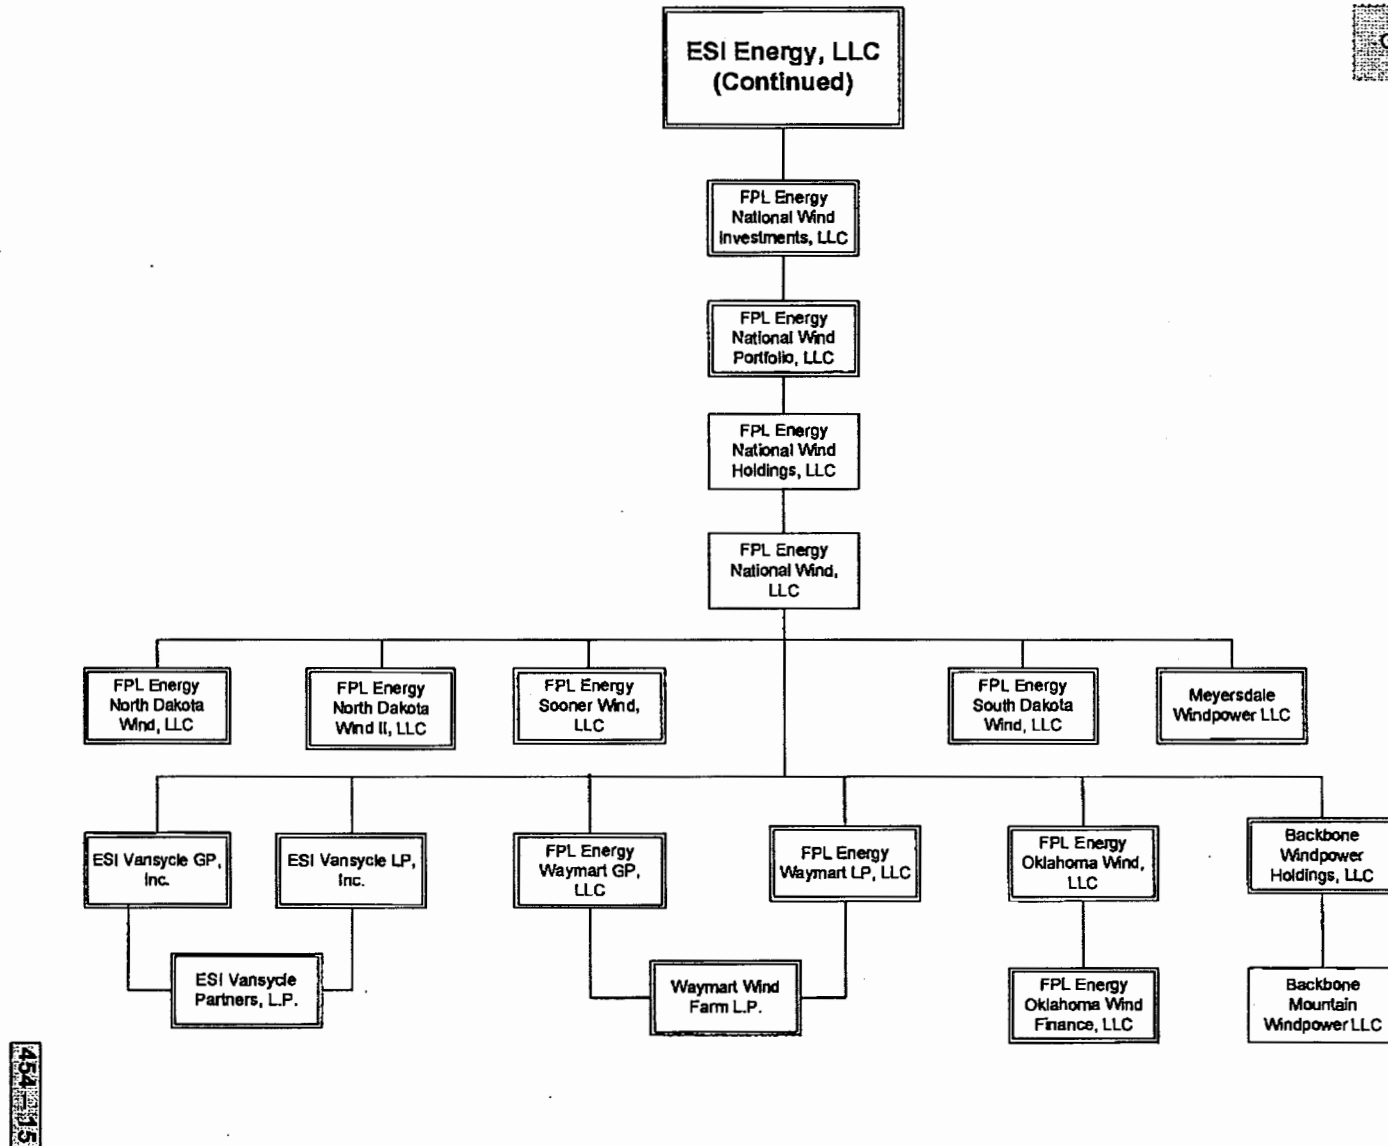 ESI Energy, LLC
(Continued)
FPL Energy
National Wind
Investments, LLC
FPL Energy
National Wind
Portfolio, LLC
FPL Energy
National Wind
Holdings, LLC
FPL Energy
National Wind,
LLC
FPL Energy
North Dakota
Wind, LLC
FPL Energy
North Dakota
Wind II, LLC
FPL Energy
Sooner Wind,
LLC
FPL Energy
South Dakota
Wind, LLC
Meyersdale
Windpower LLC
ESI Vansycle GP,
Inc.
ESI Vansycle LP,
Inc.
FPL Energy
Waymart GP,
LLC
FPL Energy
Waymart LP, LLC
FPL Energy
Oklahoma Wind,
LLC
Backbone
Windpower
Holdings, LLC
ESI Vansycle
Partners, L.P.
Waymart Wind
Farm L.P.
FPL Energy
Oklahoma Wind
Finance, LLC
Backbone
Mountain
Windpower LLC
454-15